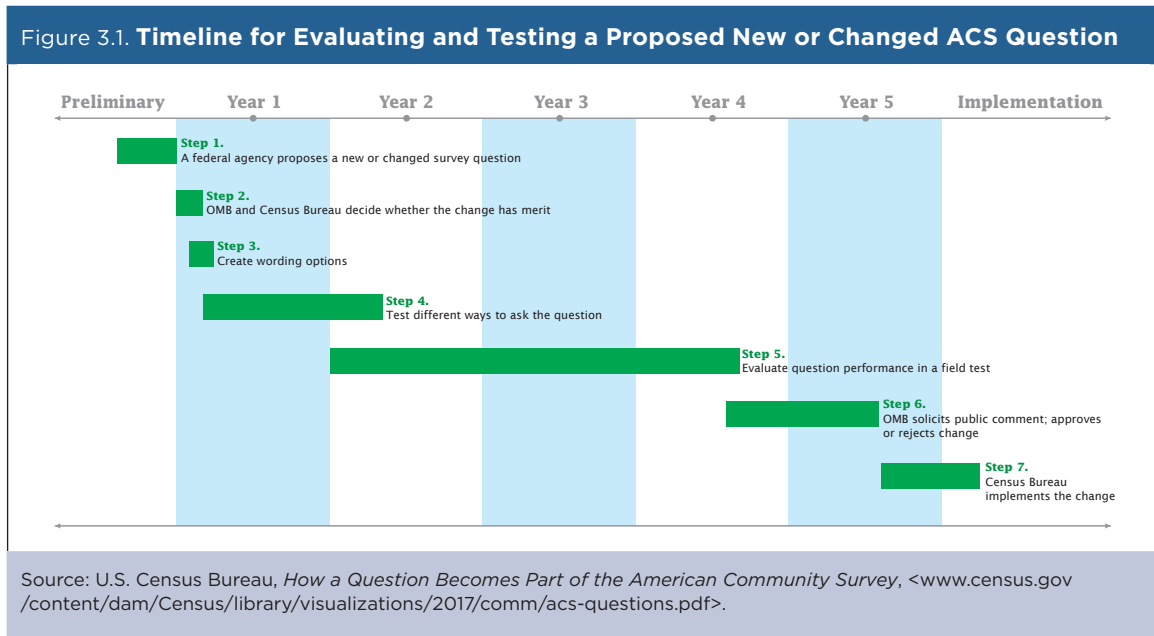 Figure 3.1. Timeline for Evaluating and Testing a Proposed New or Changed ACS Question
Preliminary Year 1 Year 2 Year 3 Year 4 Year 5 Implementation
Step 1.
A federal agency proposes a new or changed survey question
Step 2.
OMB and Census Bureau decide whether the change has merit
Step 3.
Create wording options
Step 4.
Test different ways to ask the question
Step 5.
Evaluate question performance in a field test
Step 6.
OMB solicits public comment; approves
or rejects change
Step 7.
Census Bureau
implements the change
Source: U.S. Census Bureau, How a Question Becomes Part of the American Community Survey, <www.census.gov
/content/dam/Census/library/visualizations/2017/comm/acs-questions.pdf>.